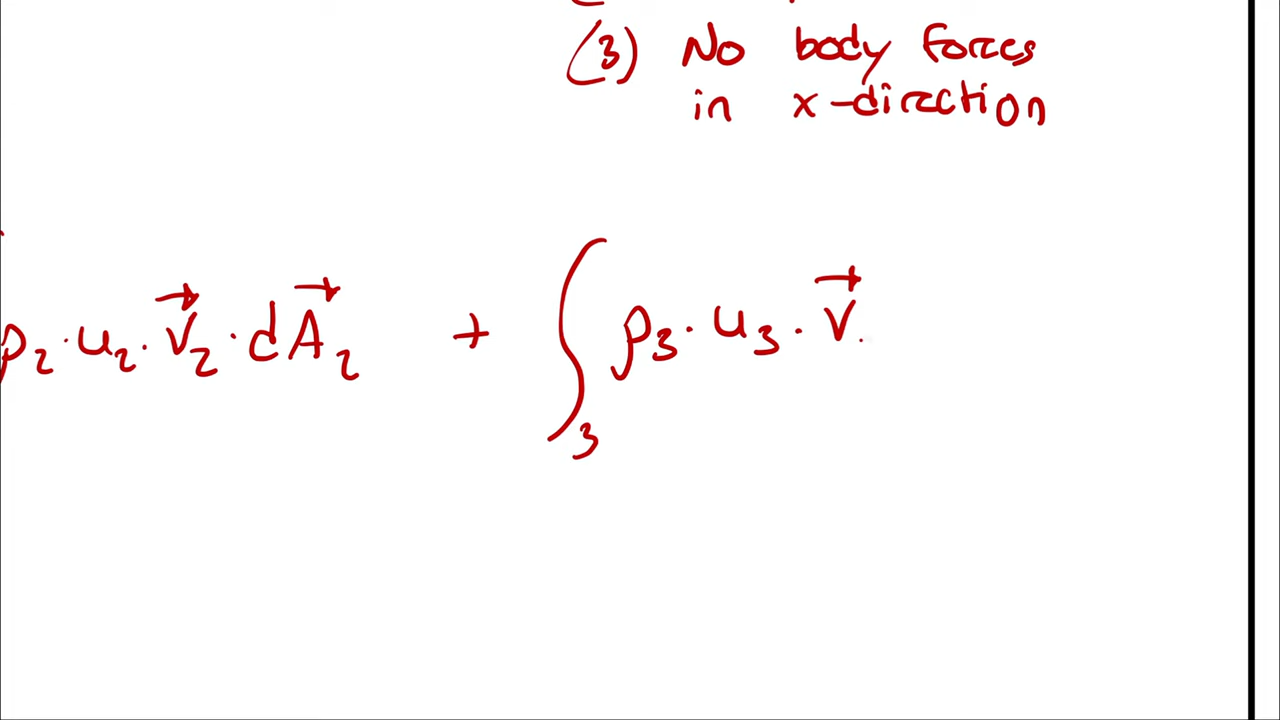 (3) No body forces
in x-direction
ρ₂·u₂·V⃗₂·dA⃗₂ + ∫₃ ρ₃·u₃·V⃗.